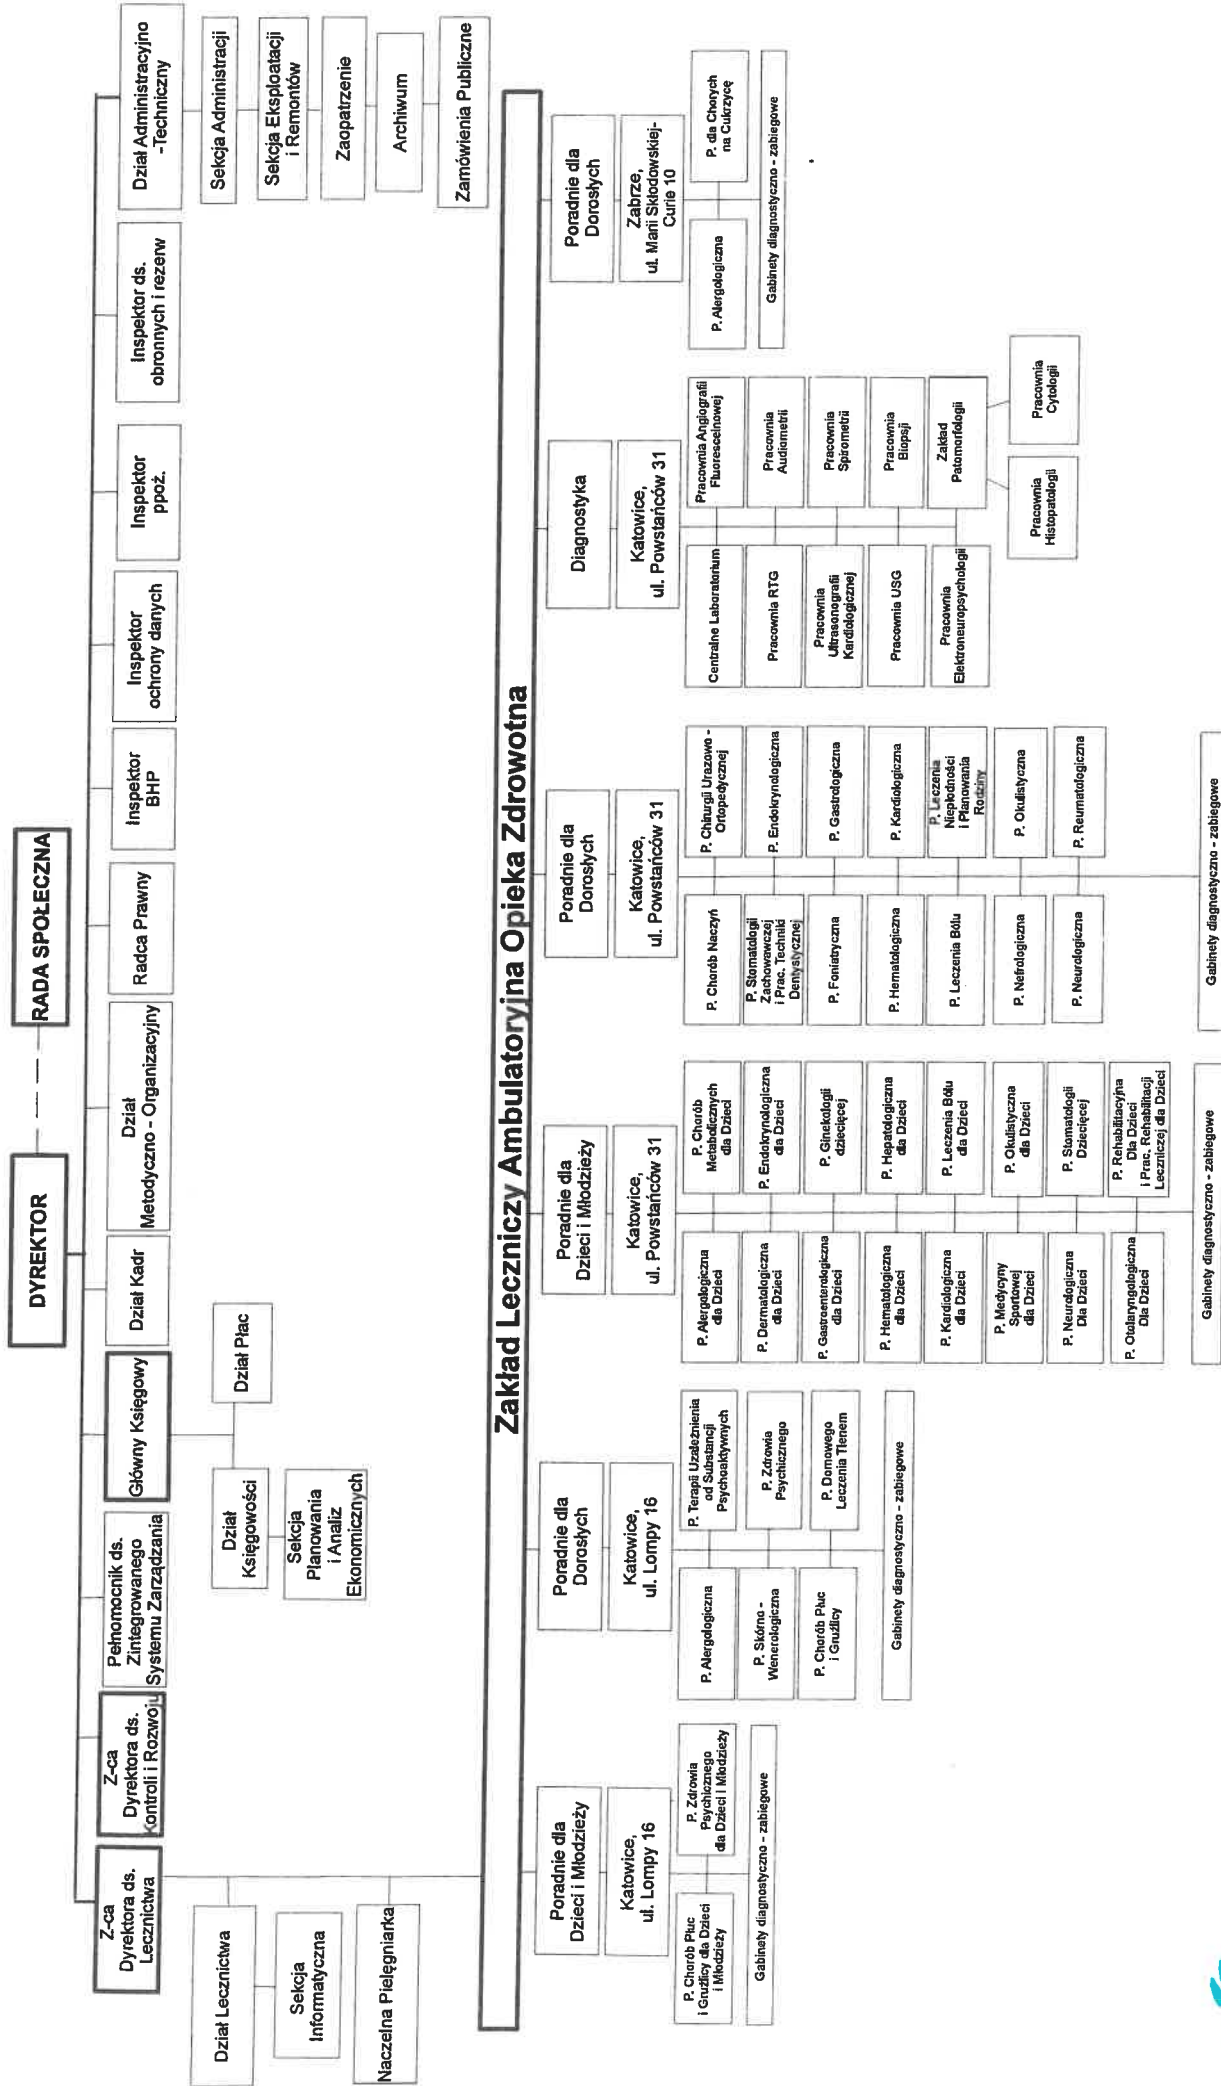 DYREKTOR
RADA SPOŁECZNA
Z-ca
Dyrektora ds.
Lecznictwa
Z-ca
Dyrektora ds.
Kontroli i Rozwoju
Pełnomocnik ds.
Zintegrowanego
Systemu Zarządzania
Główny Księgowy
Dział Kadr
Dział
Metodyczno - Organizacyjny
Radca Prawny
Inspektor
BHP
Inspektor
ochrony danych
Inspektor
ppoż.
Inspektor ds.
obronnych i rezerw
Dział Administracyjno
-Techniczny
Dział Lecznictwa
Sekcja
Informatyczna
Naczelna Pielęgniarka
Dział
Księgowości
Dział Płac
Sekcja
Planowania
i Analiz
Ekonomicznych
Sekcja Administracji
Sekcja Eksploatacji
i Remontów
Zaopatrzenie
Archiwum
Zamówienia Publiczne
Zakład Leczniczy Ambulatoryjna Opieka Zdrowotna
Poradnie dla
Dzieci i Młodzieży
Katowice,
ul. Lompy 16
P. Chorób Płuc
i Gruźlicy dla Dzieci
i Młodzieży
P. Zdrowia
Psychicznego
dla Dzieci i Młodzieży
Gabinety diagnostyczno - zabiegowe
Poradnie dla
Dorosłych
Katowice,
ul. Lompy 16
P. Alergologiczna
P. Terapii Uzależnienia
od Substancji
Psychoaktywnych
P. Skórno -
Wenerologiczna
P. Zdrowia
Psychicznego
P. Chorób Płuc
i Gruźlicy
P. Domowego
Leczenia Tlenem
Gabinety diagnostyczno - zabiegowe
Poradnie dla
Dzieci i Młodzieży
Katowice,
ul. Powstańców 31
P. Alergologiczna
dla Dzieci
P. Chorób
Metabolicznych
dla Dzieci
P. Dermatologiczna
dla Dzieci
P. Endokrynologiczna
dla Dzieci
P. Gastroenterologiczna
dla Dzieci
P. Ginekologii
dziecięcej
P. Hematologiczna
dla Dzieci
P. Hepatologiczna
dla Dzieci
P. Kardiologiczna
dla Dzieci
P. Leczenia Bólu
dla Dzieci
P. Medycyny
Sportowej
dla Dzieci
P. Okulistyczna
dla Dzieci
P. Neurologiczna
Dla Dzieci
P. Stomatologii
Dziecięcej
P. Otolaryngologiczna
Dla Dzieci
P. Rehabilitacyjna
Dla Dzieci
i Prac. Rehabilitacji
Leczniczej dla Dzieci
Gabinety diagnostyczno - zabiegowe
Poradnie dla
Dorosłych
Katowice,
ul. Powstańców 31
P. Chorób Naczyń
P. Chirurgii Urazowo -
Ortopedycznej
P. Stomatologii
Zachowawczej
i Prac. Techniki
Dentystycznej
P. Endokrynologiczna
P. Foniatryczna
P. Gastrologiczna
P. Hematologiczna
P. Kardiologiczna
P. Leczenia Bólu
P. Leczenia
Niepłodności
i Planowania
Rodziny
P. Nefrologiczna
P. Okulistyczna
P. Neurologiczna
P. Reumatologiczna
Gabinety diagnostyczno - zabiegowe
Diagnostyka
Katowice,
ul. Powstańców 31
Centralne Laboratorium
Pracownia Angiografii
Fluoresceinowej
Pracownia RTG
Pracownia
Audiometrii
Pracownia
Ultrasonografii
Kardiologicznej
Pracownia
Spirometrii
Pracownia USG
Pracownia
Biopsji
Pracownia
Elektroneuropsychologii
Zakład
Patomorfologii
Pracownia
Histopatologii
Pracownia
Cytologii
Poradnie dla
Dorosłych
Zabrze,
ul. Marii Skłodowskiej-
Curie 10
P. Alergologiczna
P. dla Chorych
na Cukrzycę
Gabinety diagnostyczno - zabiegowe